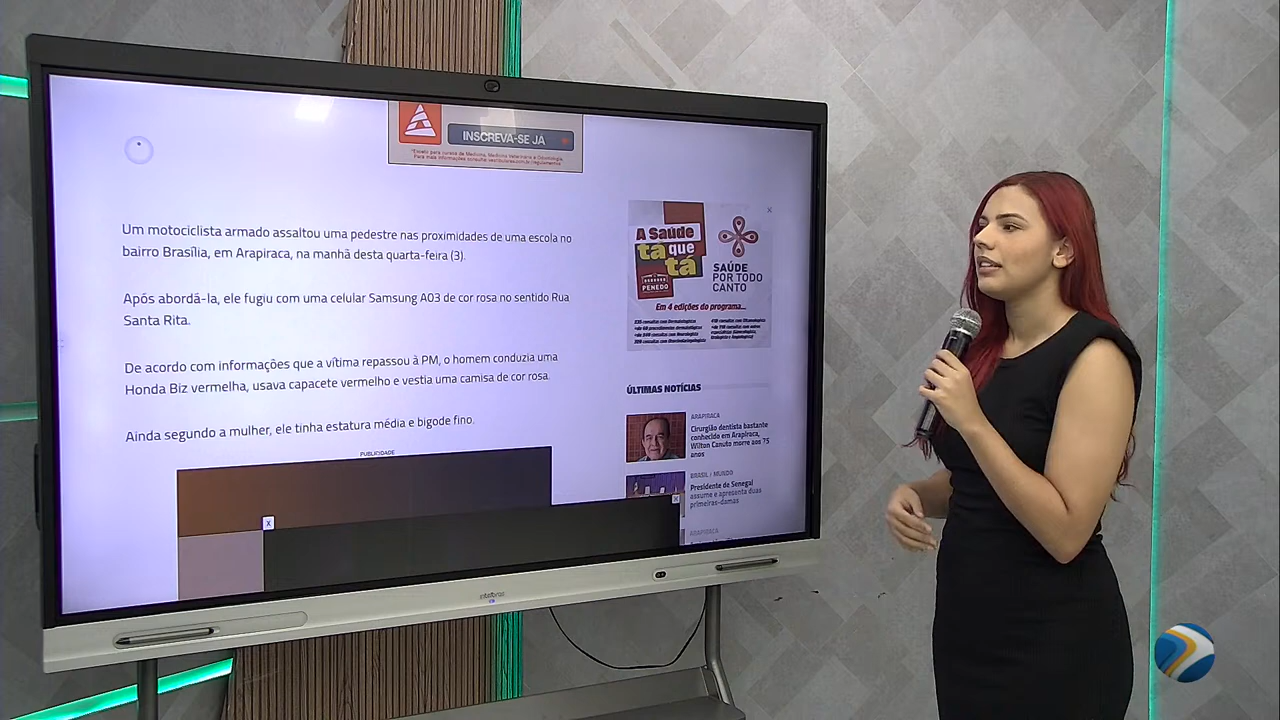 INSCREVA-SE JÁ
Um motociclista armado assaltou uma pedestre nas proximidades de uma escola no
bairro Brasília, em Arapiraca, na manhã desta quarta-feira (3).
Após abordá-la, ele fugiu com uma celular Samsung A03 de cor rosa no sentido Rua
Santa Rita.
De acordo com informações que a vítima repassou à PM, o homem conduzia uma
Honda Biz vermelha, usava capacete vermelho e vestia uma camisa de cor rosa.
Ainda segundo a mulher, ele tinha estatura média e bigode fino.
PUBLICIDADE
X
A Saúde
tá que
tá
PENEDO
SAÚDE
POR TODO
CANTO
Em 4 edições do programa...
ÚLTIMAS NOTÍCIAS
ARAPIRACA
Cirurgião dentista bastante
conhecido em Arapiraca,
Wilton Canuto morre aos 75
anos
BRASIL / MUNDO
Presidente de Senegal
assume e apresenta duas
primeiras-damas
ARAPIRACA
intelbras